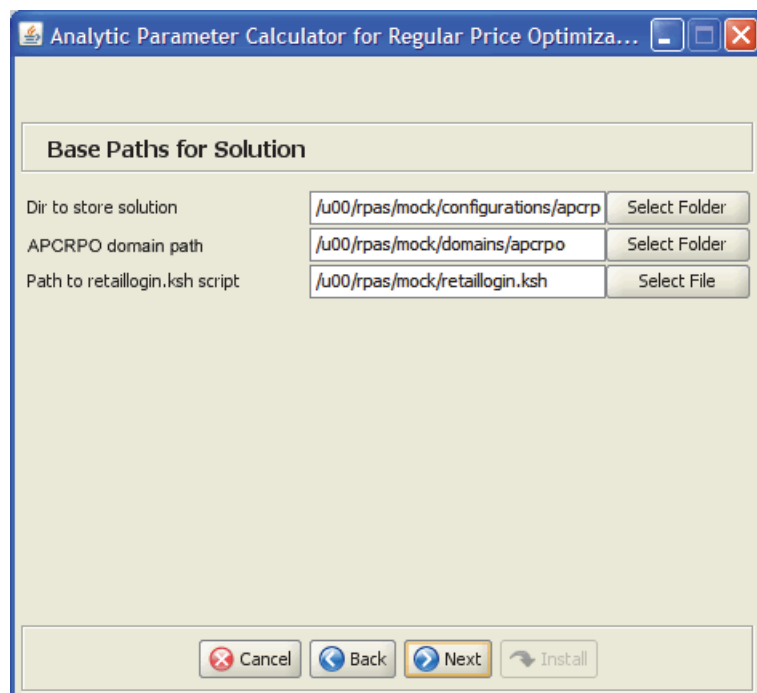 Analytic Parameter Calculator for Regular Price Optimiza...
Base Paths for Solution
Dir to store solution /u00/rpas/mock/configurations/apcrp Select Folder
APCRPO domain path /u00/rpas/mock/domains/apcrpo Select Folder
Path to retaillogin.ksh script /u00/rpas/mock/retaillogin.ksh Select File
Cancel Back Next Install